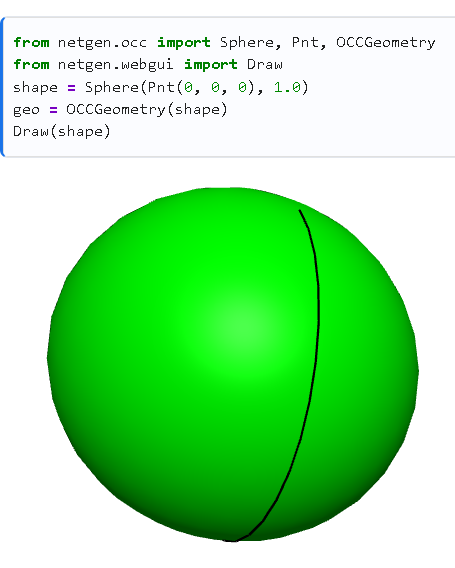 from netgen.occ import Sphere, Pnt, OCCGeometry
from netgen.webgui import Draw
shape = Sphere(Pnt(0, 0, 0), 1.0)
geo = OCCGeometry(shape)
Draw(shape)